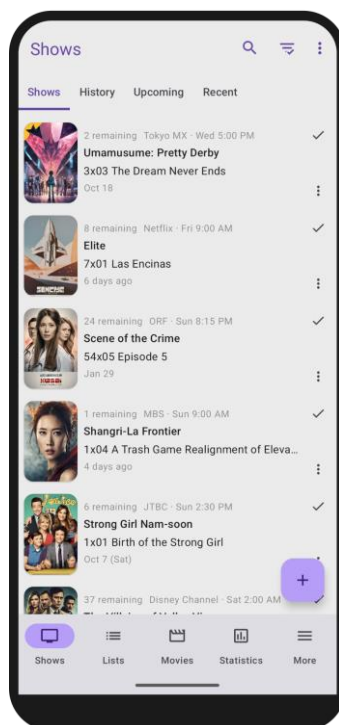 Shows
Shows History Upcoming Recent
2 remaining Tokyo MX · Wed 5:00 PM
Umamusume: Pretty Derby
3x03 The Dream Never Ends
Oct 18
8 remaining Netflix · Fri 9:00 AM
Elite
7x01 Las Encinas
6 days ago
24 remaining ORF · Sun 8:15 PM
Scene of the Crime
54x05 Episode 5
Jan 29
1 remaining MBS · Sun 9:00 AM
Shangri-La Frontier
1x04 A Trash Game Realignment of Eleva…
4 days ago
6 remaining JTBC · Sun 2:30 PM
Strong Girl Nam-soon
1x01 Birth of the Strong Girl
Oct 7 (Sat)
37 remaining Disney Channel · Sat 2:00 AM
Shows Lists Movies Statistics More